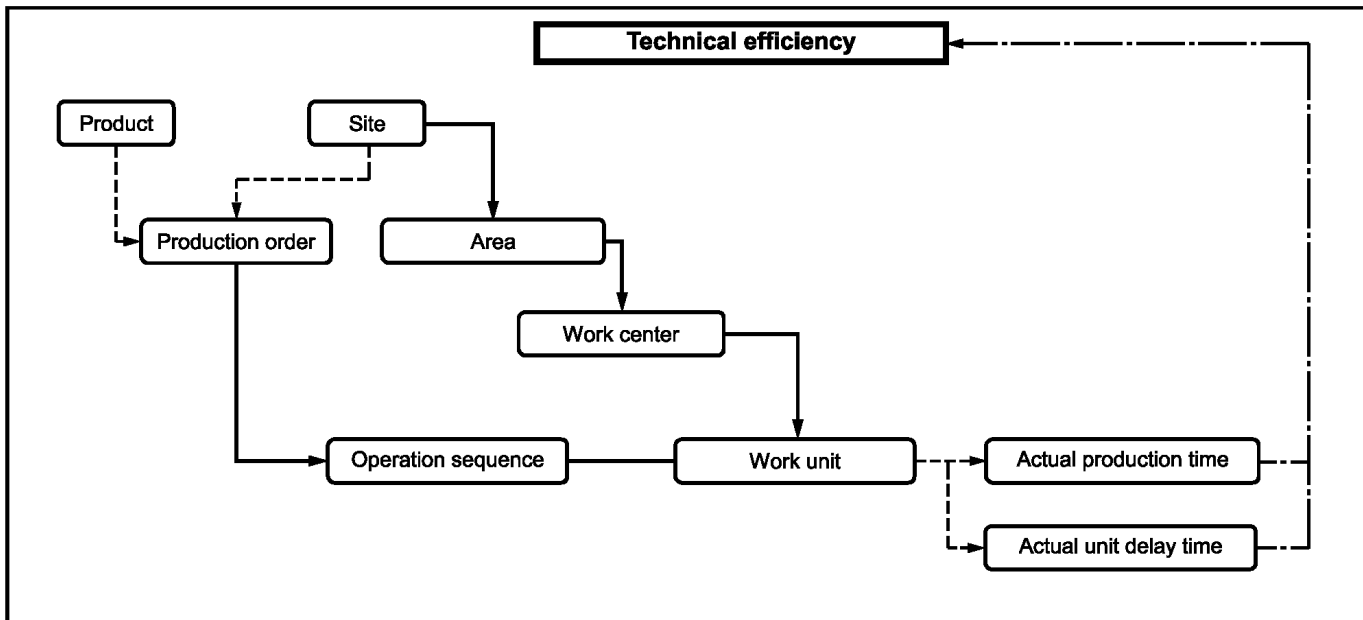 Technical efficiency
Product
Site
Production order
Area
Work center
Operation sequence
Work unit
Actual production time
Actual unit delay time